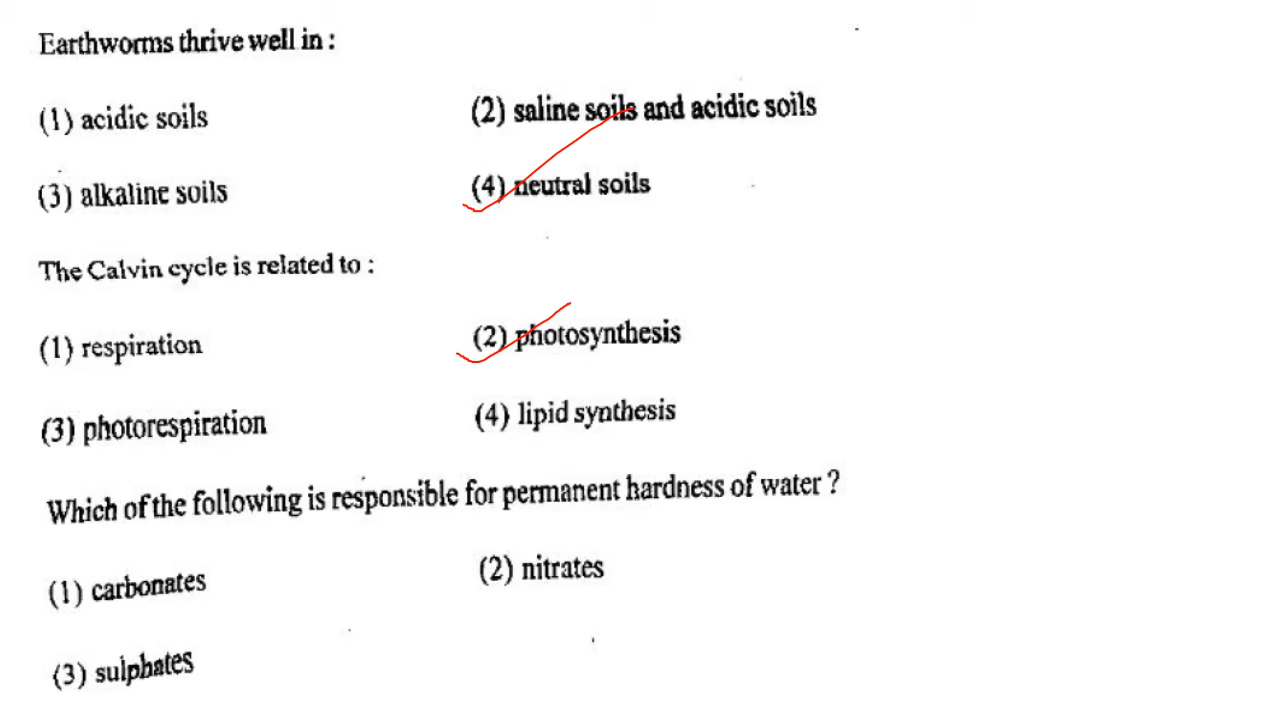 Earthworms thrive well in :
(1) acidic soils (2) saline soils and acidic soils
(3) alkaline soils (4) neutral soils
The Calvin cycle is related to :
(1) respiration (2) photosynthesis
(3) photorespiration (4) lipid synthesis
Which of the following is responsible for permanent hardness of water ?
(1) carbonates (2) nitrates
(3) sulphates